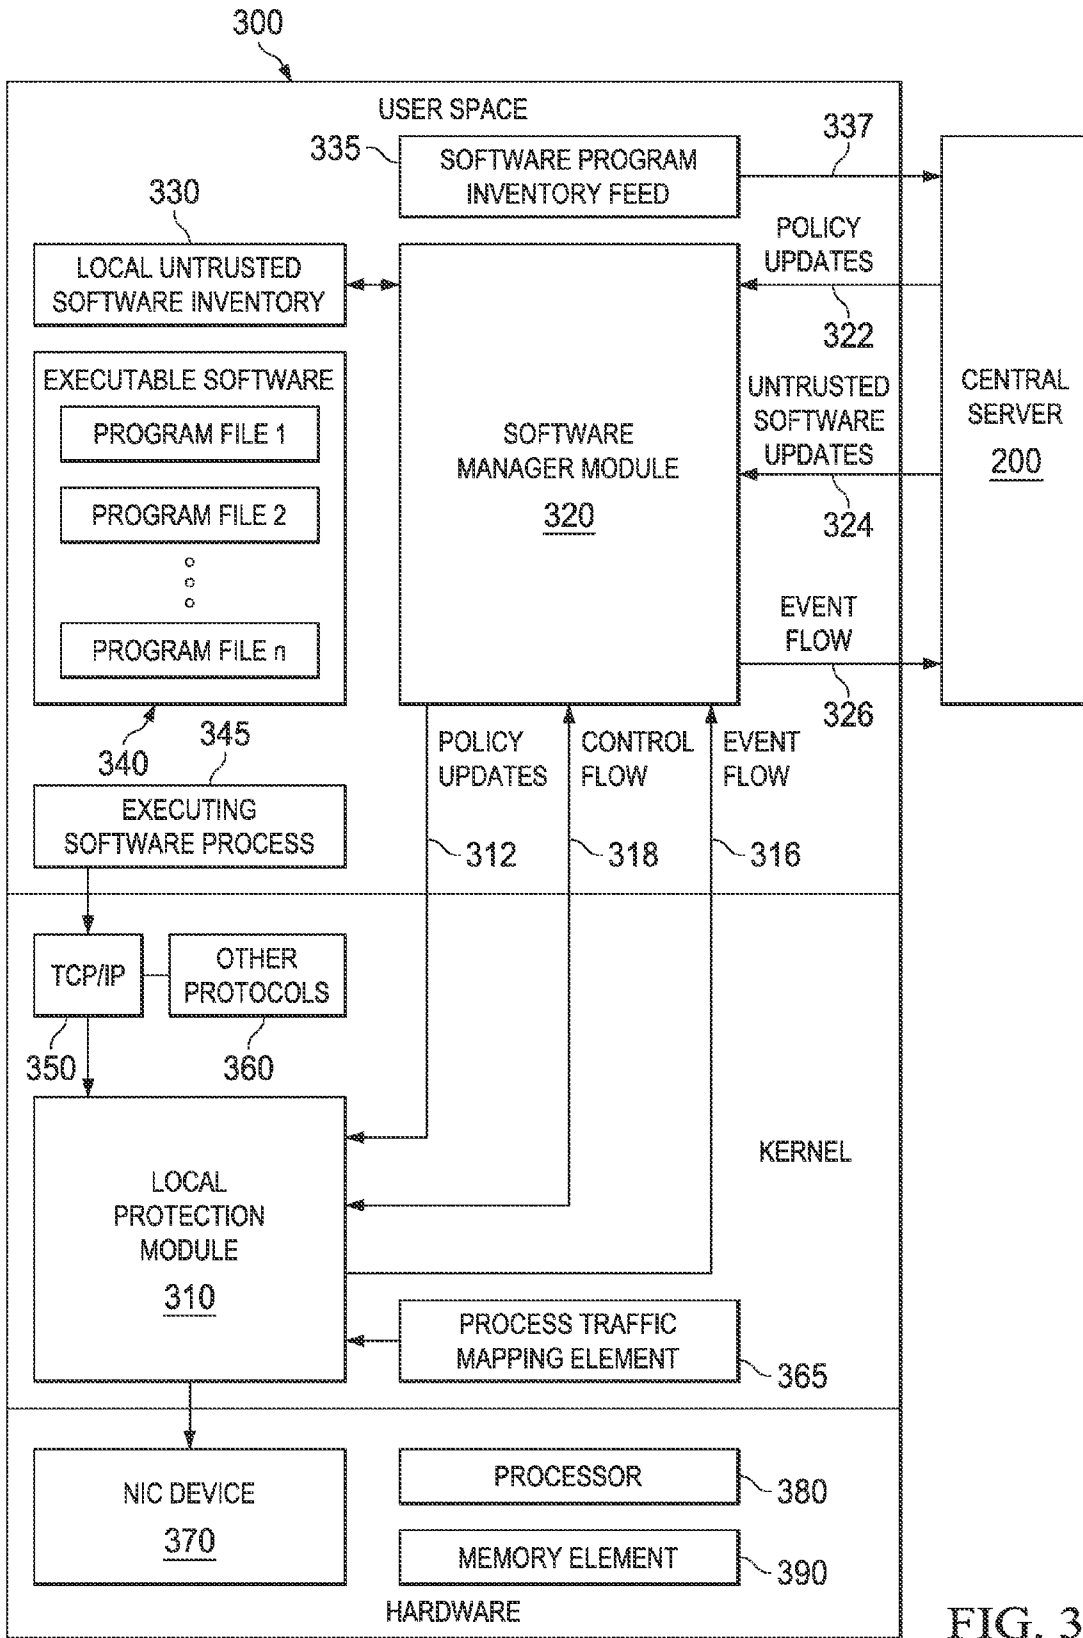 300
USER SPACE
335
SOFTWARE PROGRAM
INVENTORY FEED
337
330
LOCAL UNTRUSTED
SOFTWARE INVENTORY
POLICY
UPDATES
322
EXECUTABLE SOFTWARE
PROGRAM FILE 1
PROGRAM FILE 2
PROGRAM FILE n
340
SOFTWARE
MANAGER MODULE
320
UNTRUSTED
SOFTWARE
UPDATES
324
CENTRAL
SERVER
200
EVENT
FLOW
326
345
EXECUTING
SOFTWARE PROCESS
POLICY
UPDATES
312
CONTROL
FLOW
318
EVENT
FLOW
316
TCP/IP
350
OTHER
PROTOCOLS
360
KERNEL
LOCAL
PROTECTION
MODULE
310
PROCESS TRAFFIC
MAPPING ELEMENT
365
NIC DEVICE
370
PROCESSOR
380
MEMORY ELEMENT
390
HARDWARE
FIG. 3